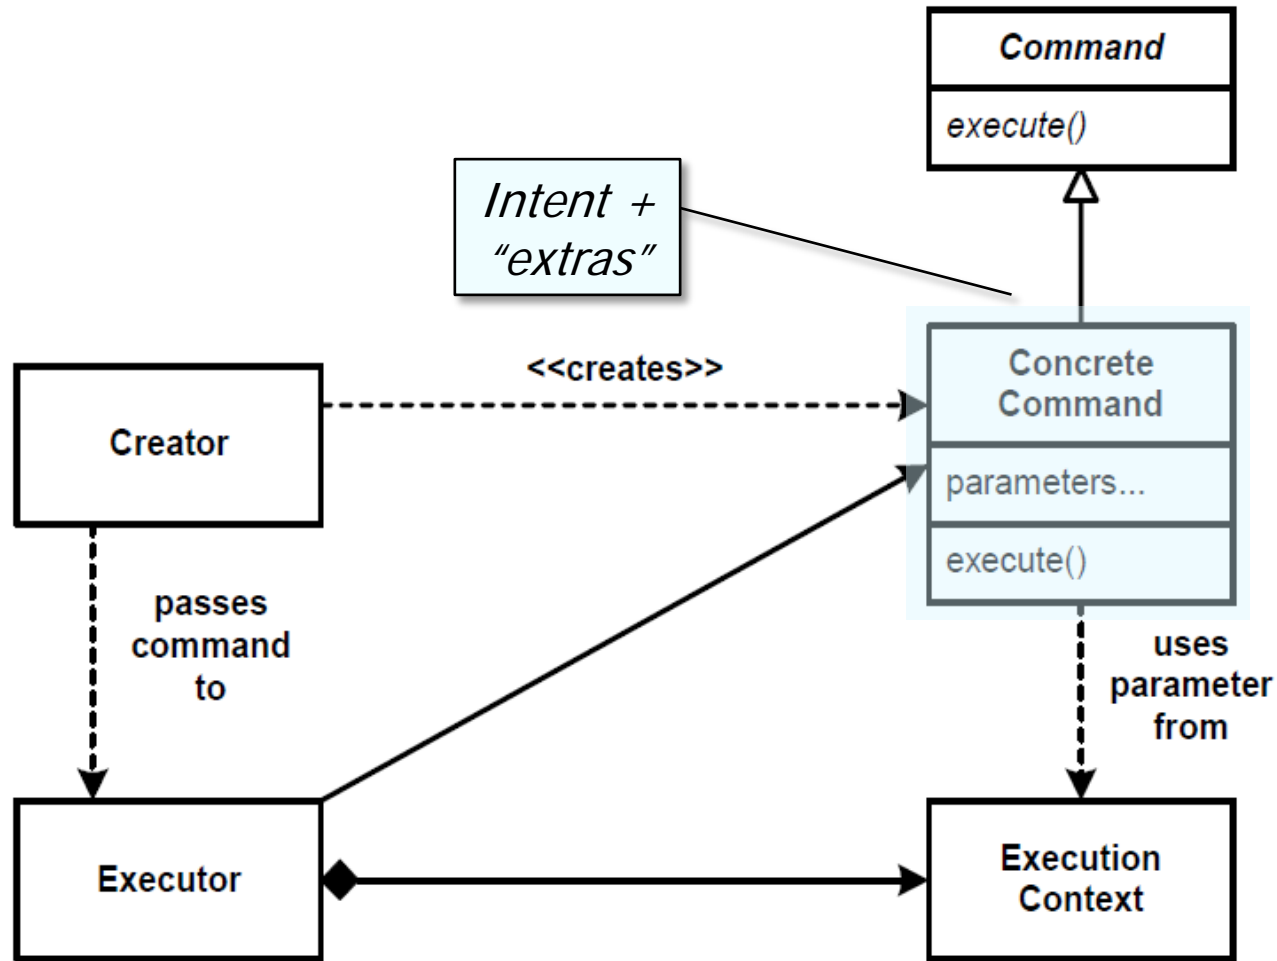 Command
execute()
Intent +
“extras”
<<creates>>
Concrete
Command
Creator
parameters...
execute()
passes
command
to
uses
parameter
from
Executor
Execution
Context